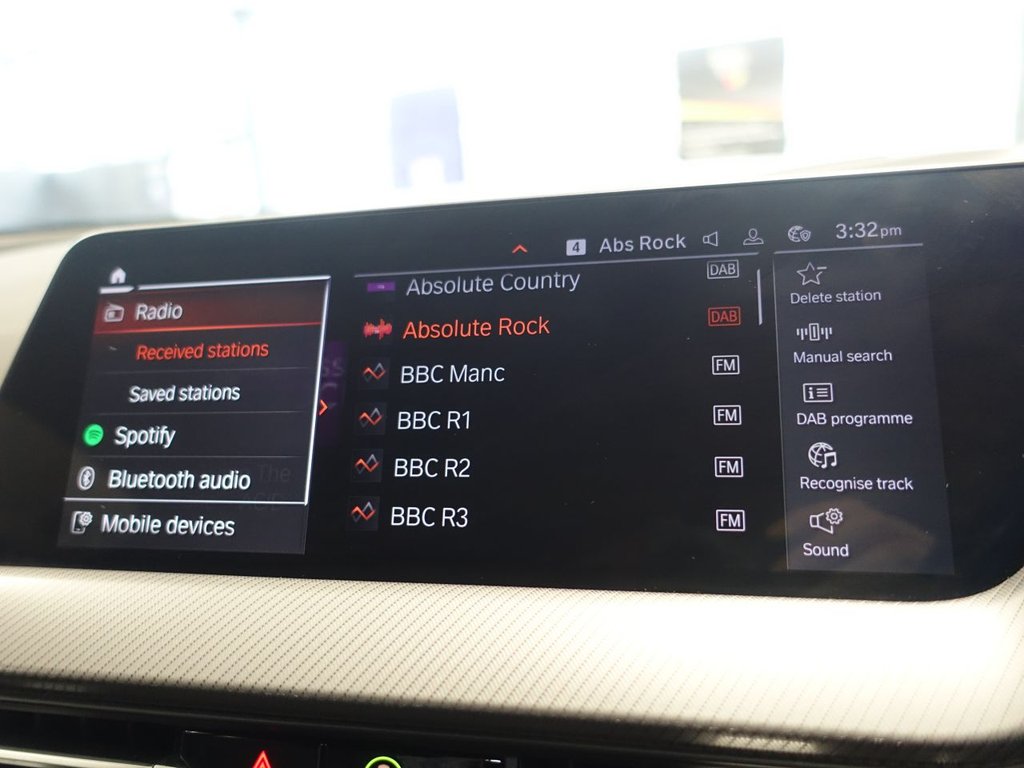 4 Abs Rock 3:32pm
Radio
Received stations
Saved stations
Spotify
Bluetooth audio
Mobile devices
Absolute Country DAB
Absolute Rock DAB
BBC Manc FM
BBC R1 FM
BBC R2 FM
BBC R3 FM
Delete station
Manual search
DAB programme
Recognise track
Sound